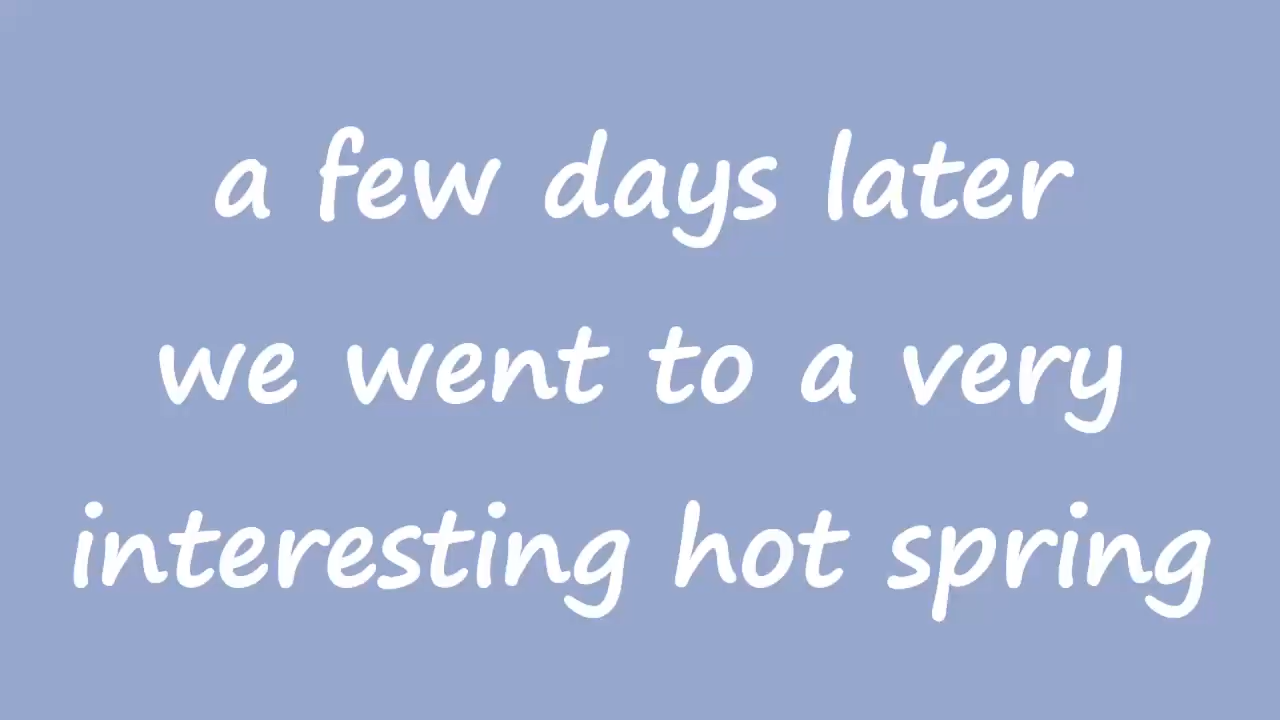 a few days later
we went to a very
interesting hot spring